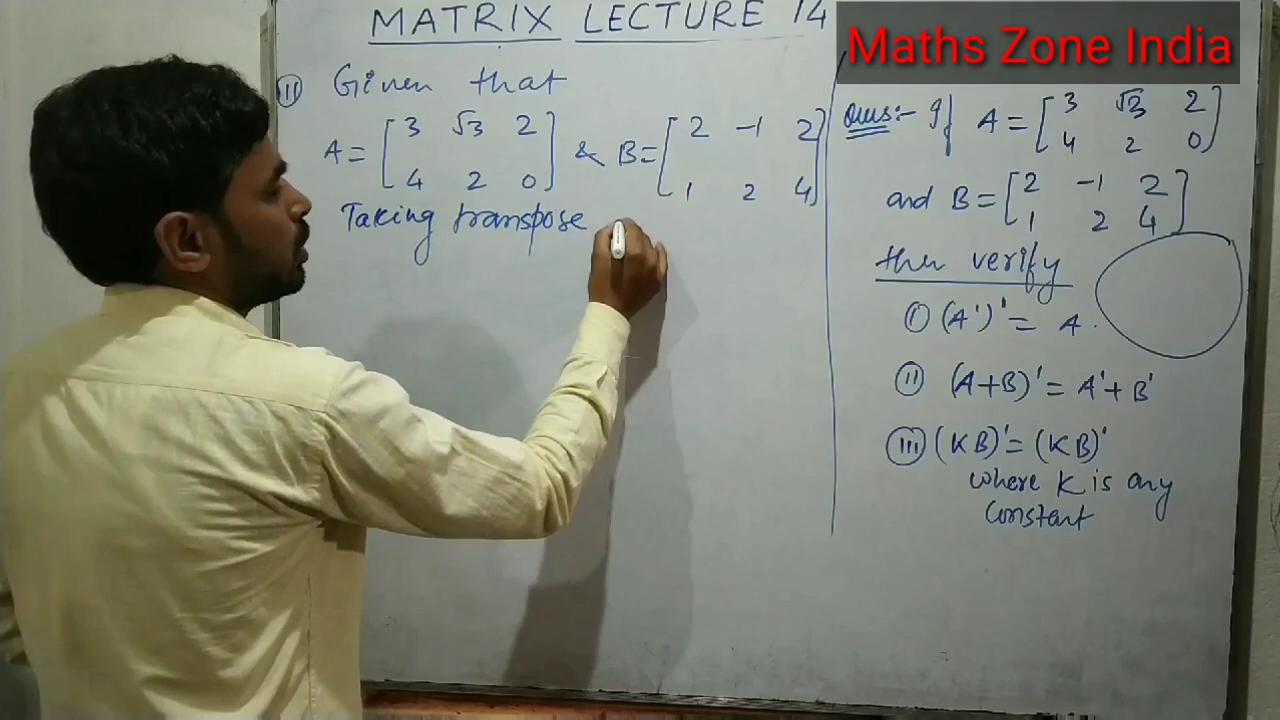 MATRIX LECTURE 14
Maths Zone India
(ii) Given that
A = [ 3 √3 2
4 2 0 ] & B = [ 2 -1 2
1 2 4 ]
Taking transpose
Ques:- If A = [ 3 √3 2
4 2 0 ]
and B = [ 2 -1 2
1 2 4 ]
then verify
(i) (A')' = A.
(ii) (A+B)' = A' + B'
(iii) (KB)' = (KB)'
where K is any
constant